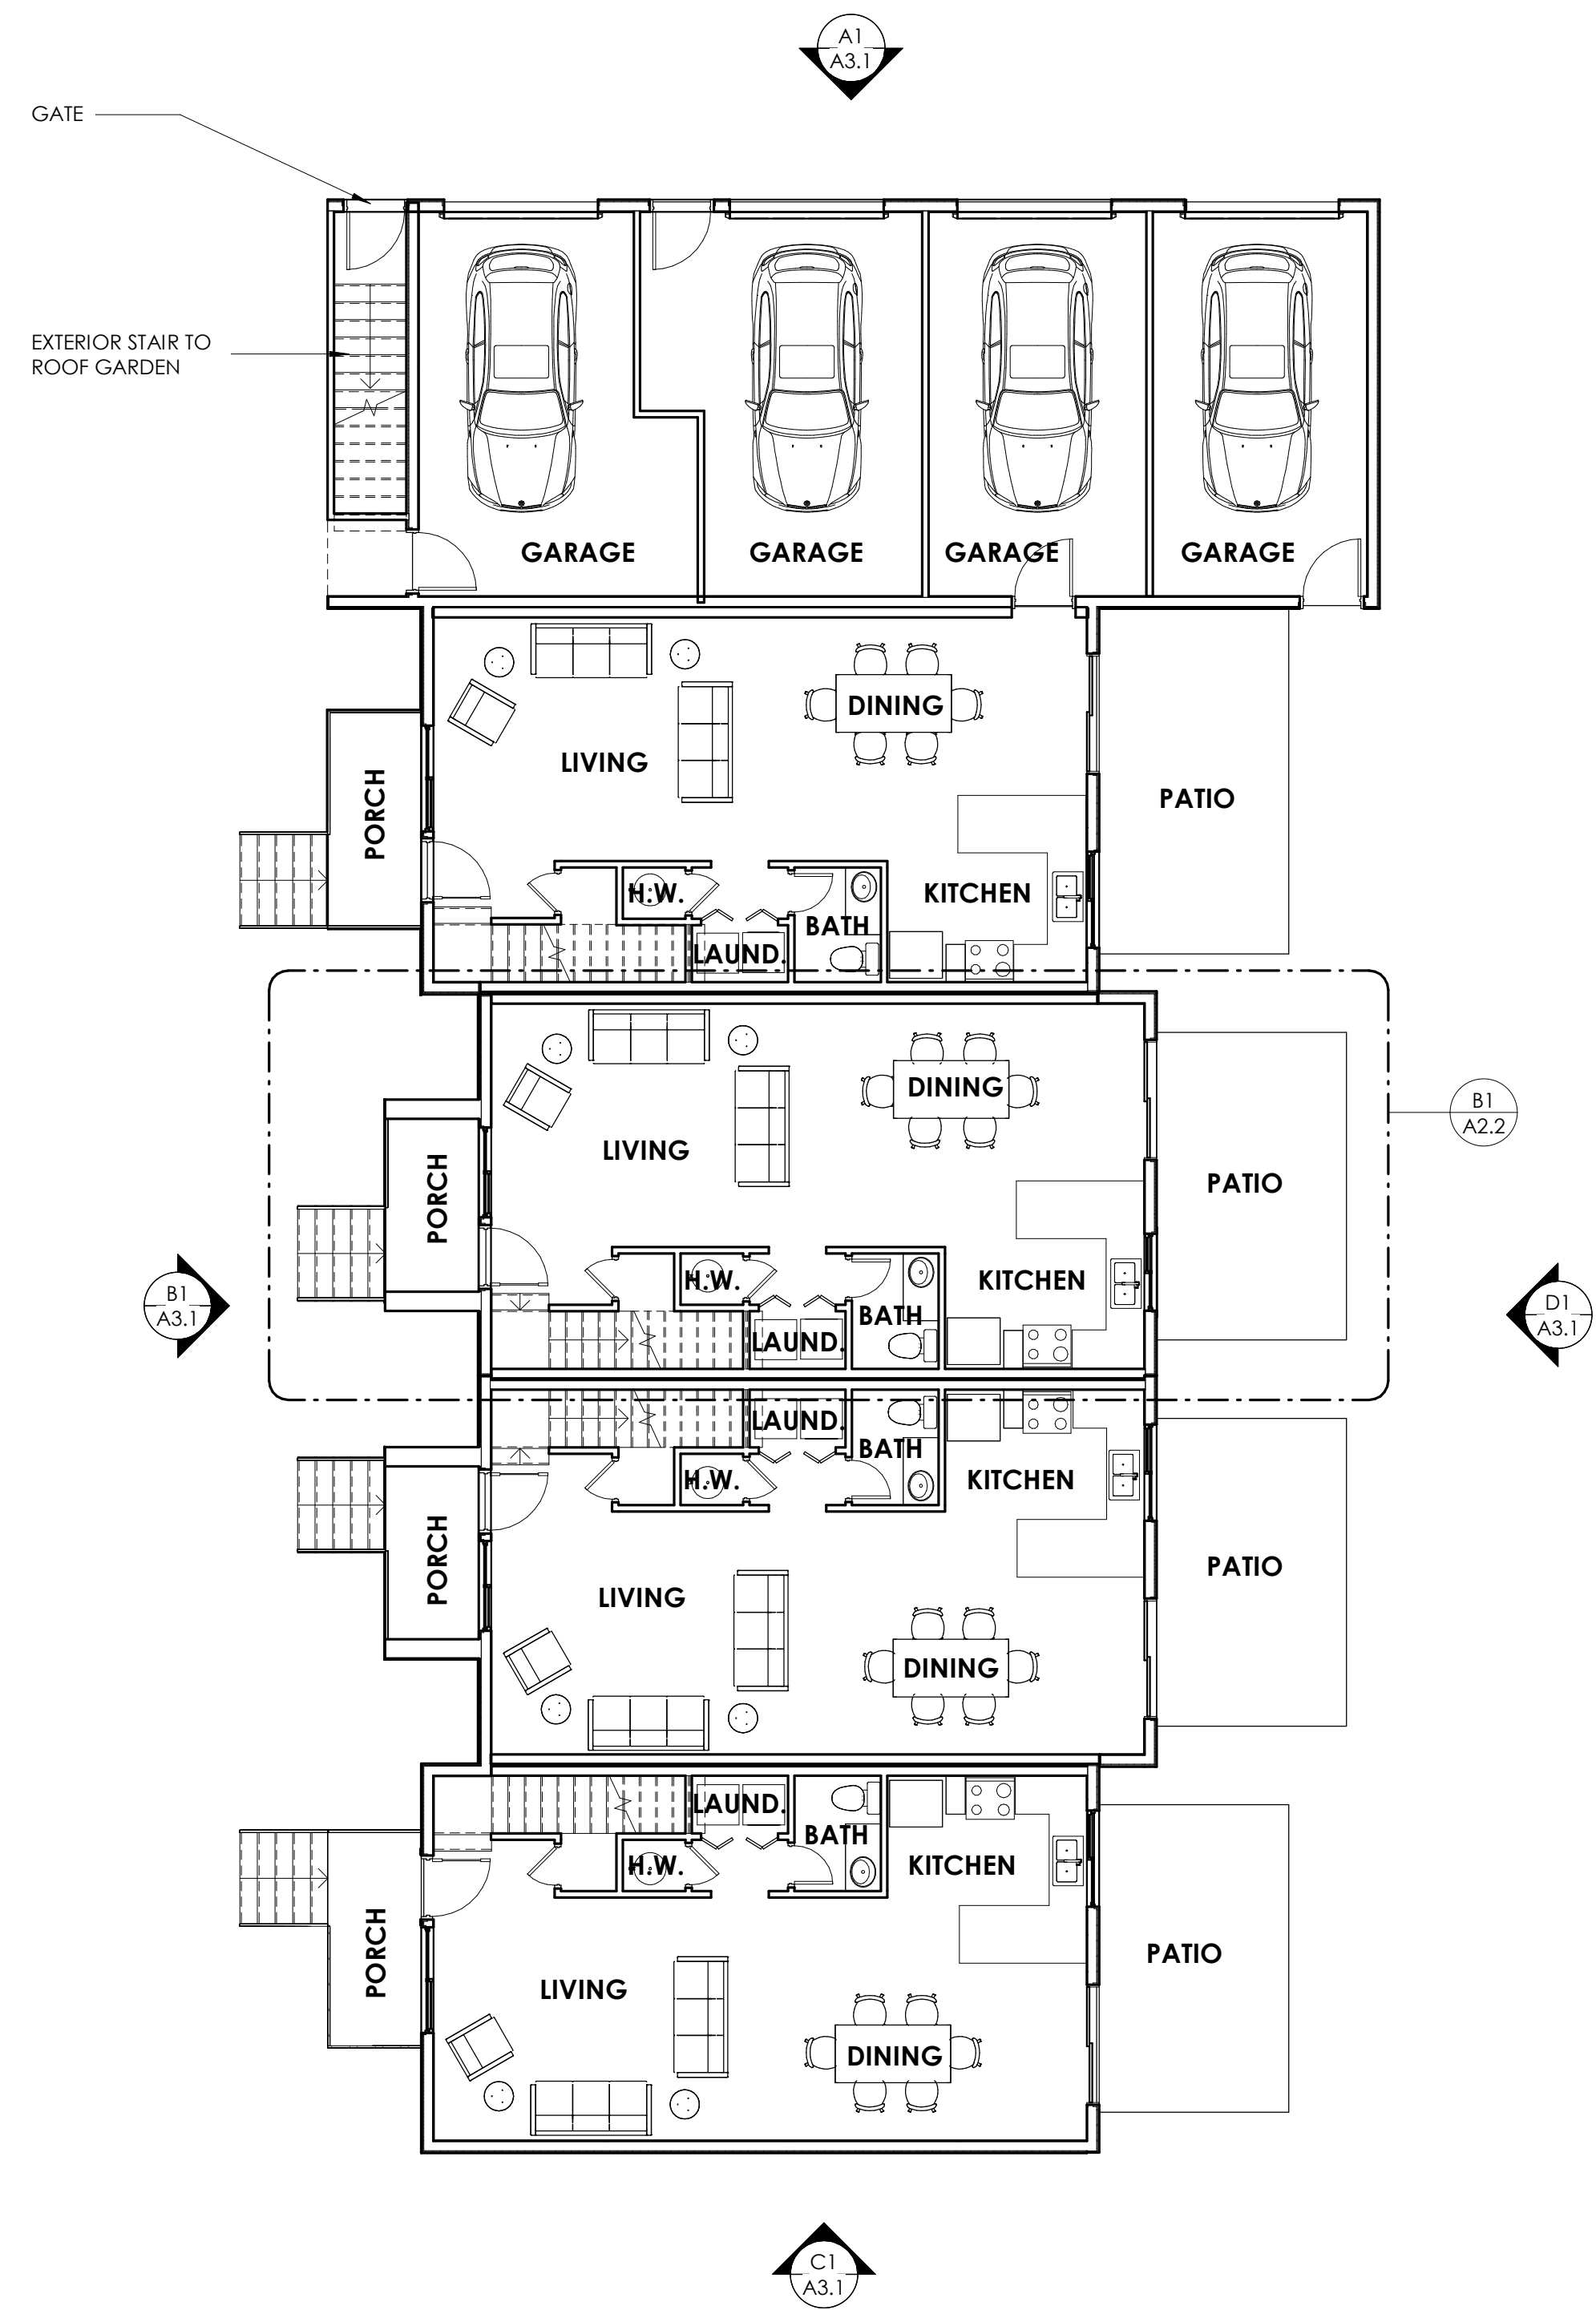 A1
A3.1
GATE
EXTERIOR STAIR TO
ROOF GARDEN
GARAGE
GARAGE
GARAGE
GARAGE
DINING
LIVING
PORCH
PATIO
H.W.
KITCHEN
BATH
LAUND.
DINING
B1
A2.2
LIVING
PORCH
PATIO
H.W.
KITCHEN
B1
A3.1
D1
A3.1
BATH
LAUND.
LAUND.
BATH
H.W.
KITCHEN
PORCH
PATIO
LIVING
DINING
LAUND.
BATH
H.W.
KITCHEN
PORCH
PATIO
LIVING
DINING
C1
A3.1